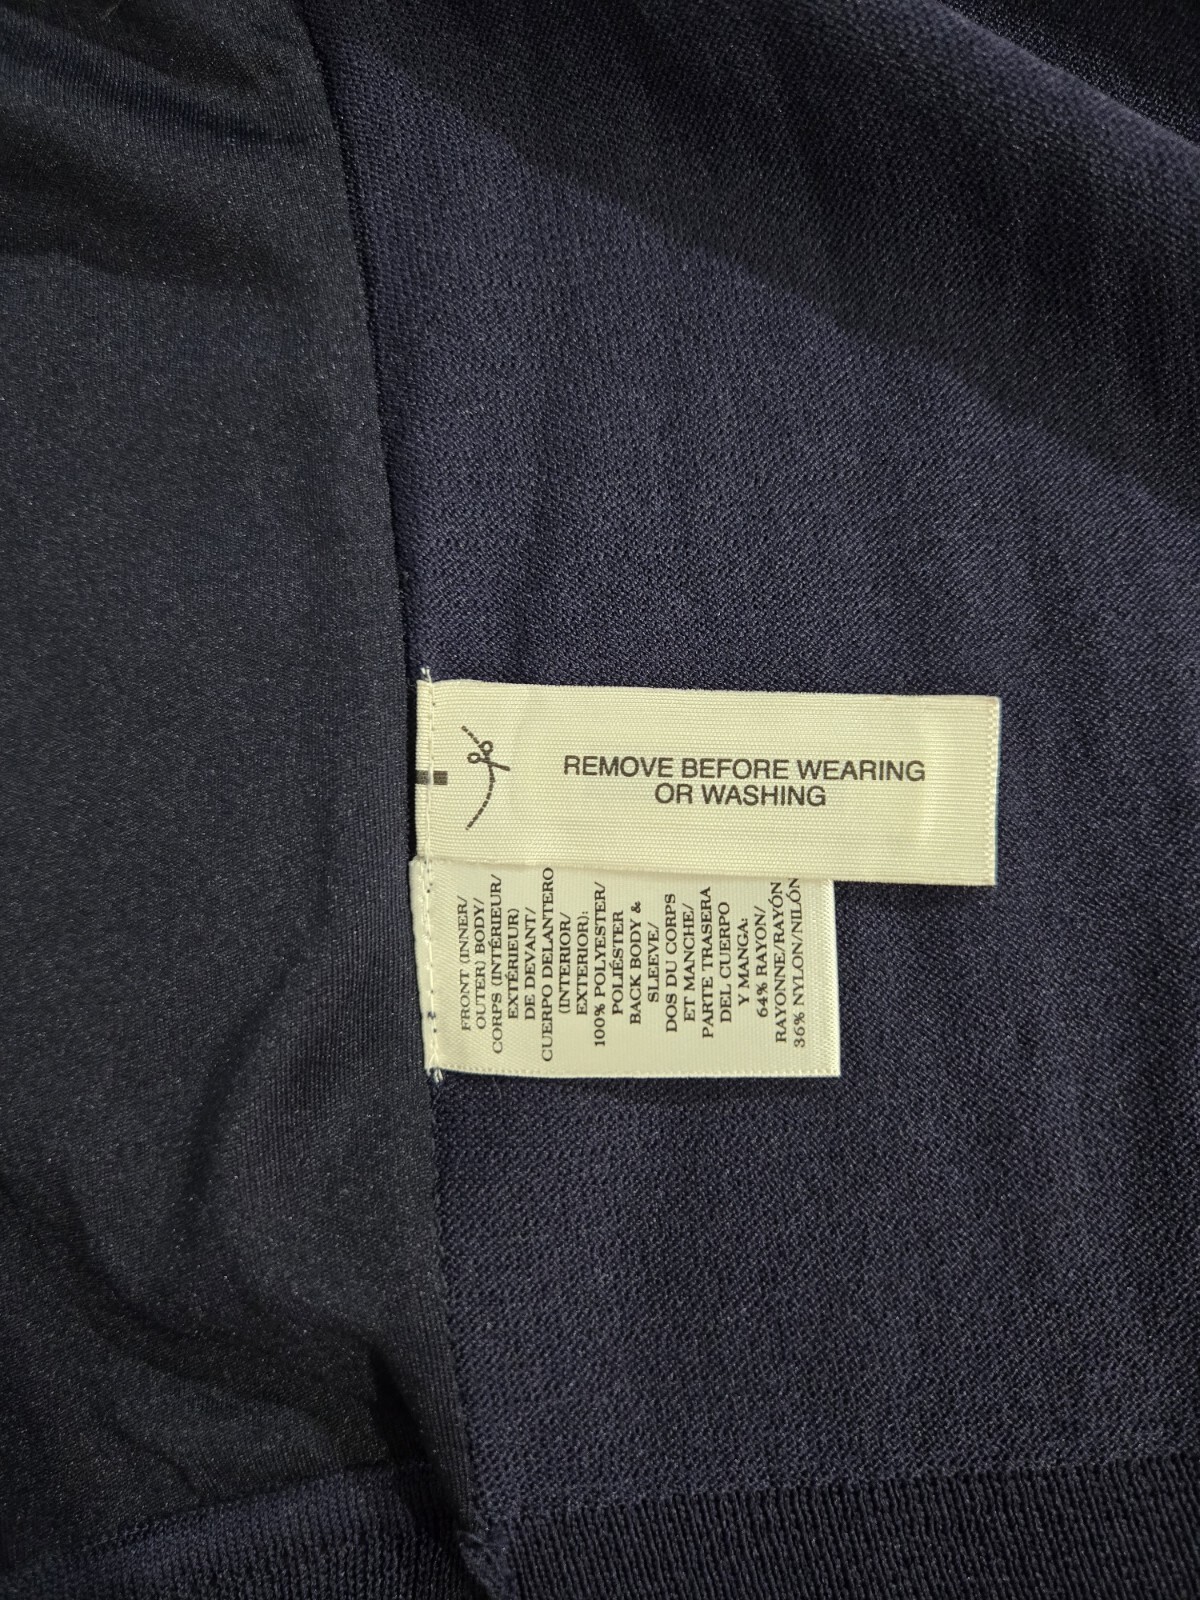 REMOVE BEFORE WEARING
OR WASHING
FRONT (INNER/
OUTER) BODY/
CORPS (INTÉRIEUR/
EXTÉRIEUR)
DE DEVANT/
CUERPO DELANTERO
(INTERIOR/
EXTERIOR):
100% POLYESTER/
POLIÉSTER
BACK BODY &
SLEEVE/
DOS DU CORPS
ET MANCHE/
PARTE TRASERA
DEL CUERPO
Y MANGA:
64% RAYON/
RAYONNE/RAYÓN
36% NYLON/NILÓN